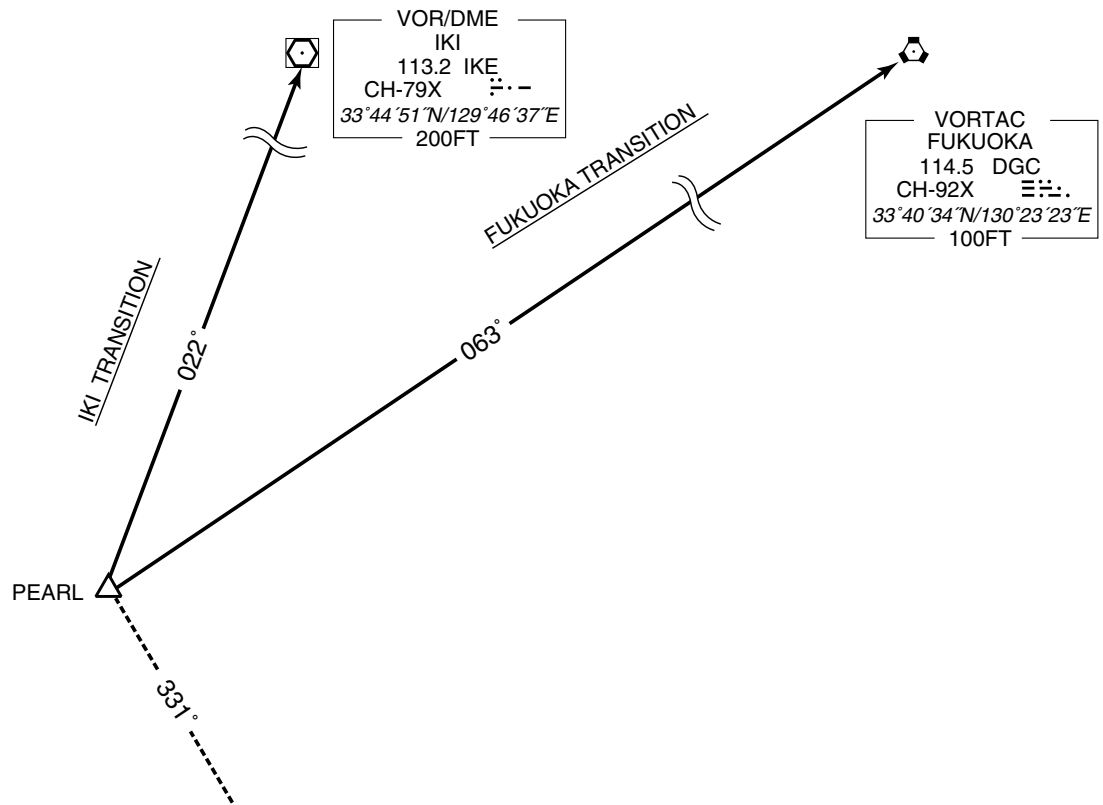 VOR/DME
IKI
113.2 IKE
CH-79X
33°44´51˝N/129°46´37˝E
200FT
VORTAC
FUKUOKA
114.5 DGC
CH-92X
33°40´34˝N/130°23´23˝E
100FT
FUKUOKA TRANSITION
IKI TRANSITION
022°
063°
PEARL
331°